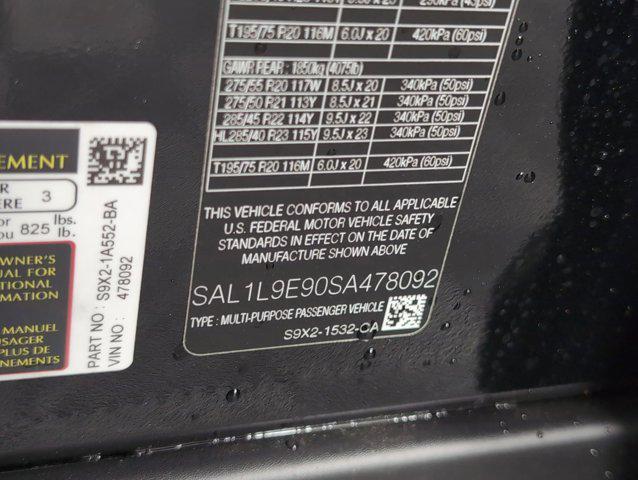 T195/75 R20 116M 6.0J x 20 420kPa (60psi)
GAWR REAR: 1850kg (4075lb)
275/55 R20 117W 8.5J x 20 340kPa (50psi)
275/50 R21 113Y 8.5J x 21 340kPa (50psi)
285/45 R22 114Y 9.5J x 22 340kPa (50psi)
HL285/40 R23 115Y 9.5J x 23 340kPa (50psi)
T195/75 R20 116M 6.0J x 20 420kPa (60psi)
THIS VEHICLE CONFORMS TO ALL APPLICABLE
U.S. FEDERAL MOTOR VEHICLE SAFETY
STANDARDS IN EFFECT ON THE DATE OF
MANUFACTURE SHOWN ABOVE
SAL1L9E90SA478092
TYPE : MULTI-PURPOSE PASSENGER VEHICLE
S9X2-1532-CA
EMENT
R
ERE 3
or lbs.
ou 825 lb.
WNER'S
UAL FOR
TIONAL
MATION
MANUEL
USAGER
PLUS DE
NEMENTS
PART NO : S9X2-1A552-BA
VIN NO : 478092